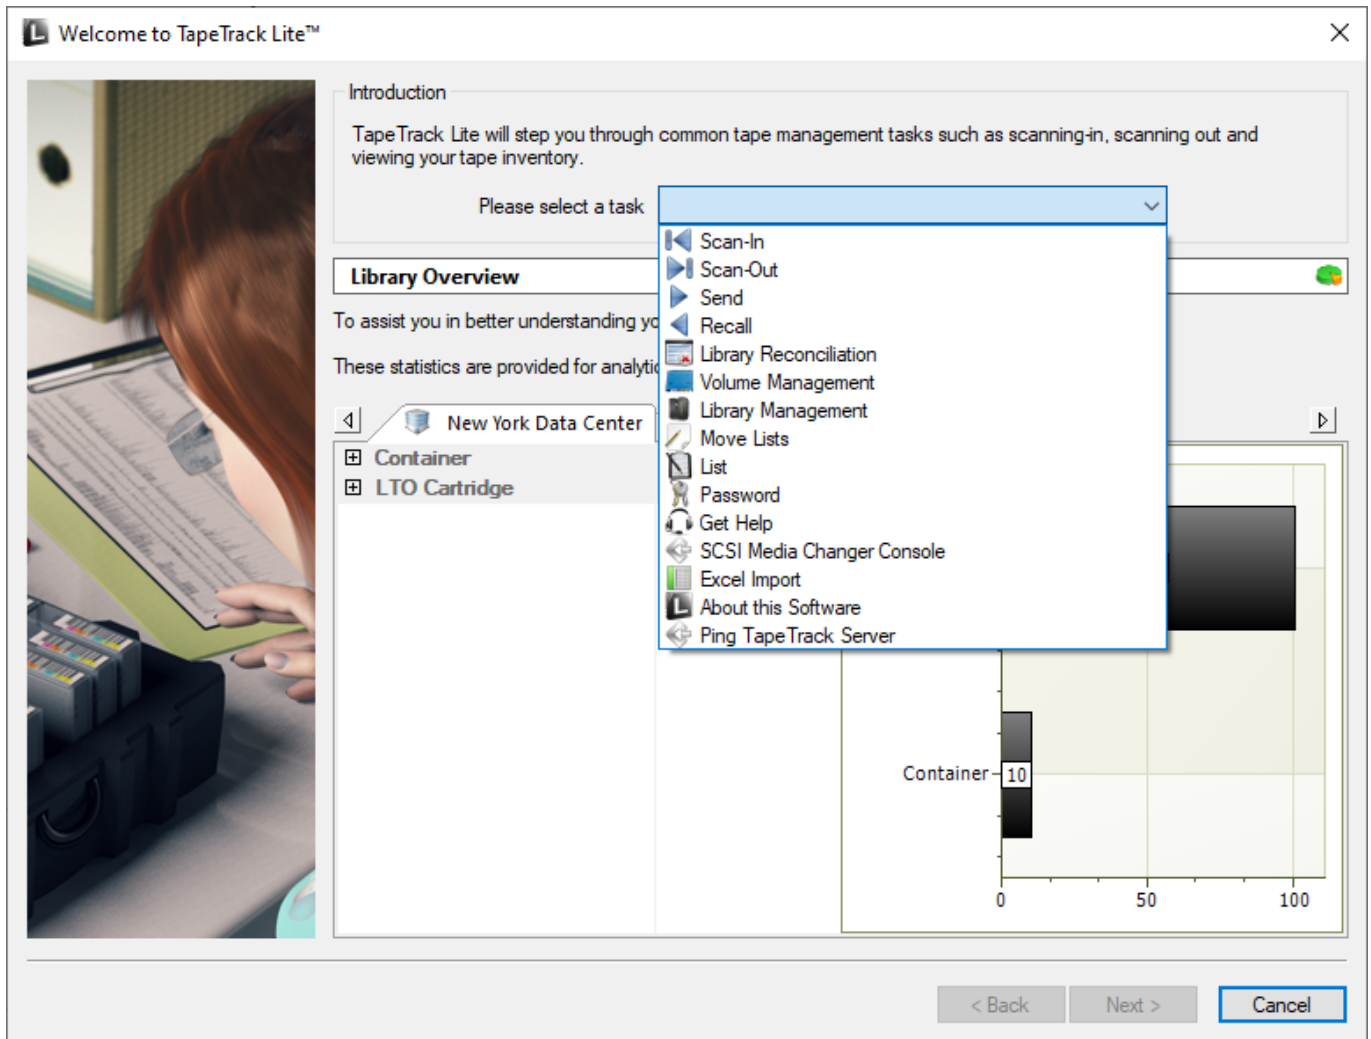 Welcome to TapeTrack Lite™
Introduction
TapeTrack Lite will step you through common tape management tasks such as scanning-in, scanning out and
viewing your tape inventory.
Please select a task
Scan-In
Scan-Out
Send
Recall
Library Reconciliation
Volume Management
Library Management
Move Lists
List
Password
Get Help
SCSI Media Changer Console
Excel Import
About this Software
Ping TapeTrack Server
Library Overview
To assist you in better understanding
These statistics are provided for
New York Data Center
Container
LTO Cartridge
Container
10
0 50 100
< Back Next > Cancel